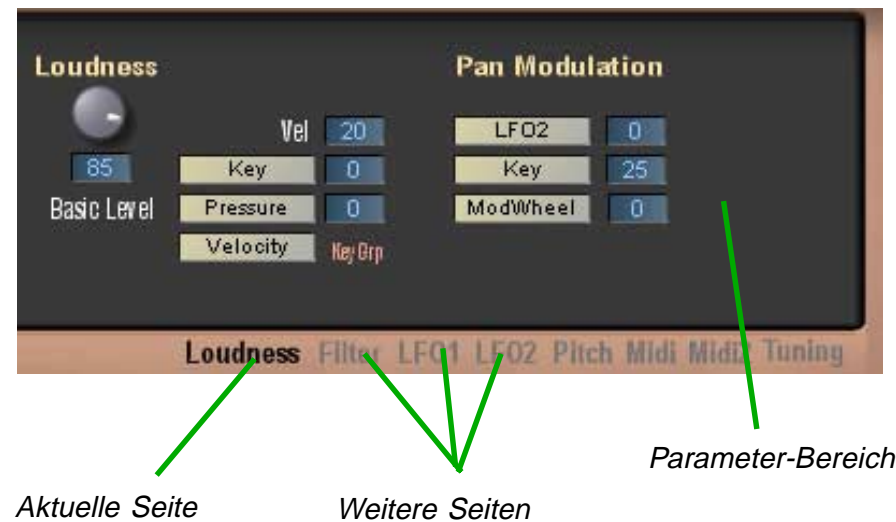 Loudness
Pan Modulation
Vel 20
LFO2 0
85
Key 0
Key 25
Basic Level
Pressure 0
ModWheel 0
Velocity Key Grp
Loudness Filter LFO1 LFO2 Pitch Midi Midi2 Tuning
Parameter-Bereich
Aktuelle Seite
Weitere Seiten